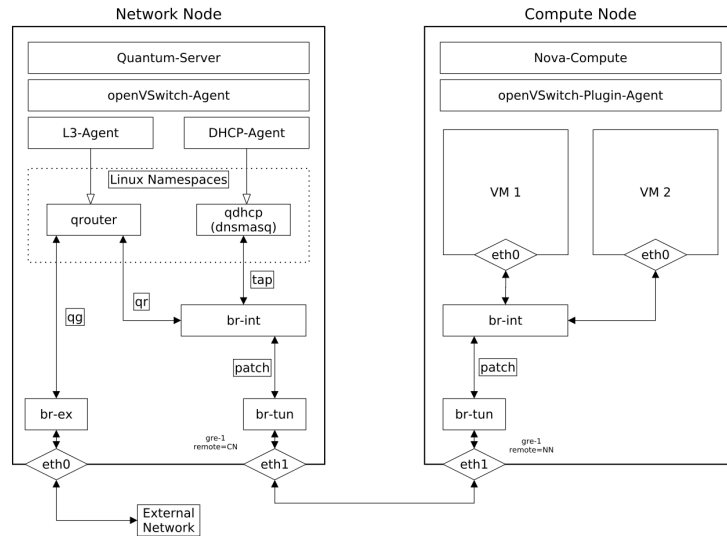 Network Node
Compute Node
Quantum-Server
Nova-Compute
openVSwitch-Agent
openVSwitch-Plugin-Agent
L3-Agent
DHCP-Agent
Linux Namespaces
VM 1
VM 2
qrouter
qdhcp
(dnsmasq)
eth0
eth0
tap
qr
qg
br-int
br-int
patch
patch
br-ex
br-tun
br-tun
gre-1
remote=CN
gre-1
remote=NN
eth0
eth1
eth1
External
Network